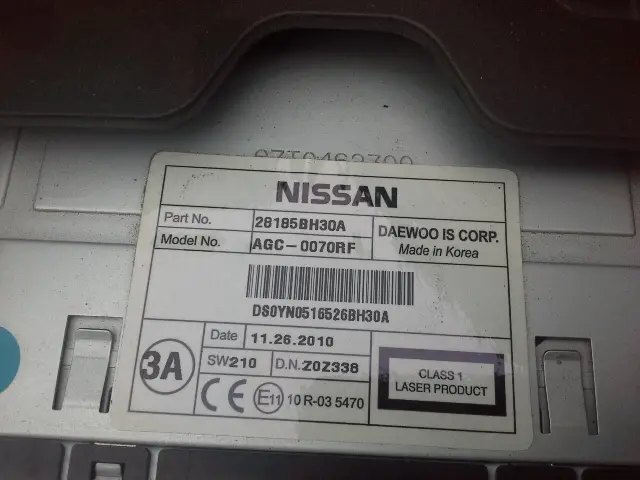 NISSAN
Part No. 28185BH30A
Model No. AGC-0070RF
DAEWOO IS CORP.
Made in Korea
DS0YN0516526BH30A
3A
Date 11.26.2010
SW210 D.N.Z0Z338
CE E11 10 R-03 5470
CLASS 1
LASER PRODUCT